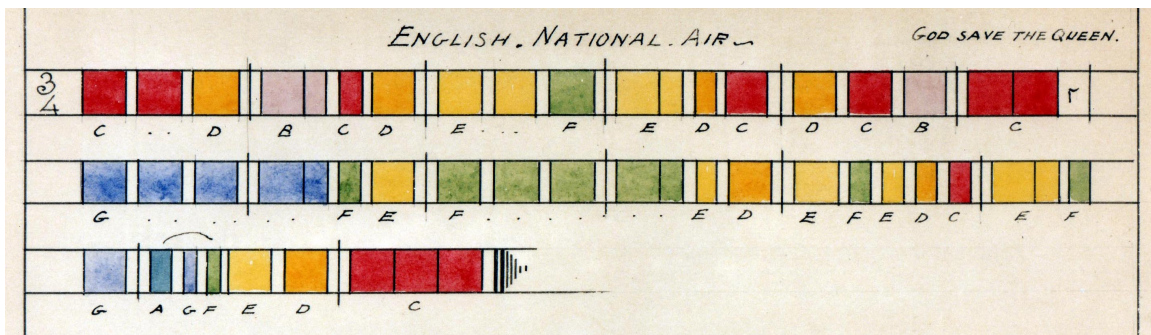 ENGLISH. NATIONAL. AIR~
GOD SAVE THE QUEEN.
3
4
C . . D B C D E . . . F E D C D C B C
G . . . . . . F E F . . . . . . . . E D E F E D C E F
G A G F E D C